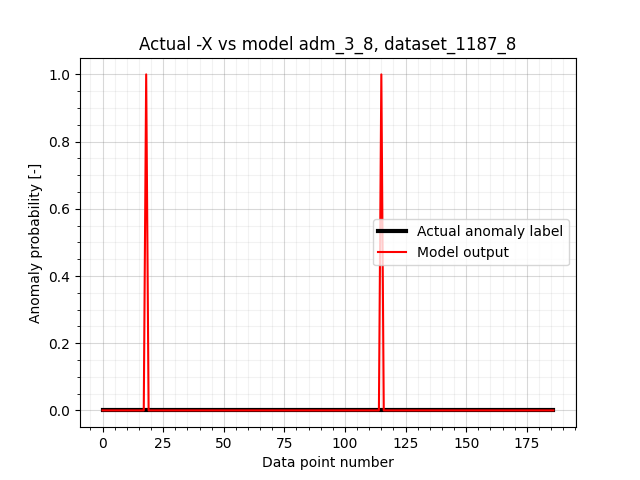 Actual -X vs model adm_3_8, dataset_1187_8
Anomaly probability [-]
1.0
0.8
0.6
0.4
0.2
0.0
Actual anomaly label
Model output
0 25 50 75 100 125 150 175
Data point number